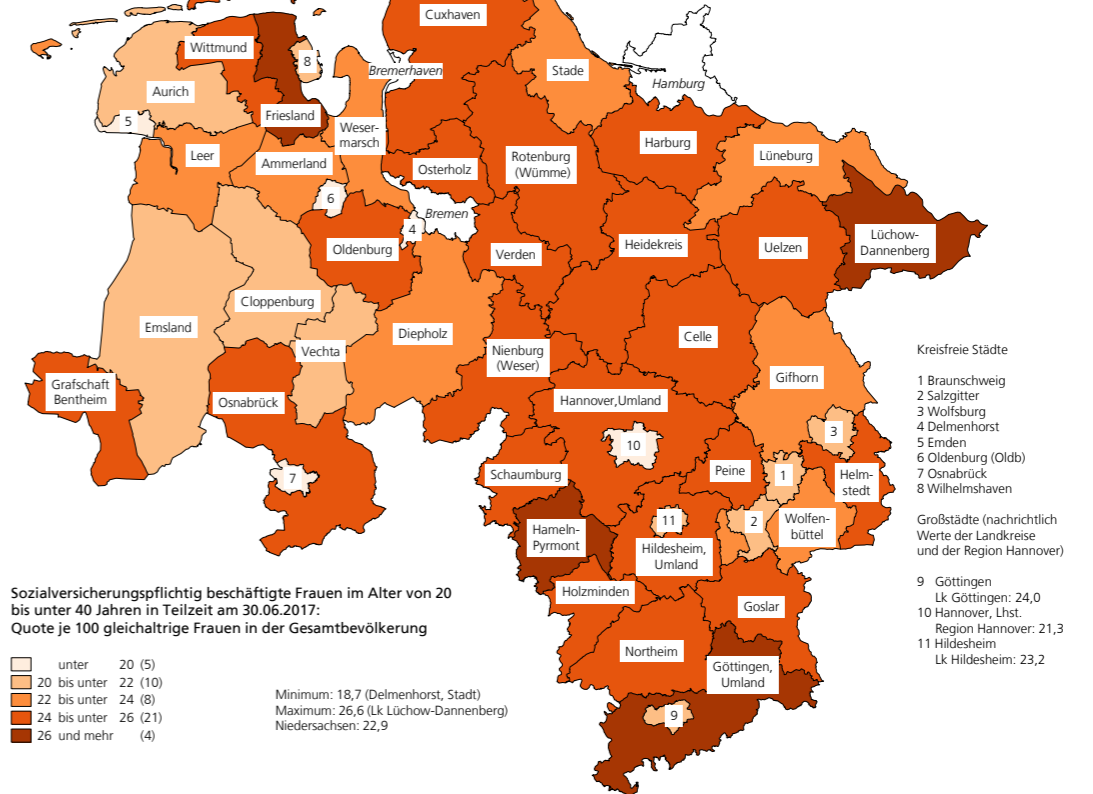 Cuxhaven
Wittmund
8
Bremerhaven
Stade
Hamburg
Aurich
5
Friesland
Weser-
marsch
Leer
Ammerland
Osterholz
Rotenburg
(Wümme)
Harburg
Lüneburg
6
4
Bremen
Oldenburg
Verden
Heidekreis
Uelzen
Lüchow-
Dannenberg
Cloppenburg
Emsland
Vechta
Diepholz
Nienburg
(Weser)
Celle
Gifhorn
Grafschaft
Bentheim
Osnabrück
Hannover,Umland
10
3
7
Schaumburg
Peine
1
Helm-
stedt
Hameln-
Pyrmont
11
2
Wolfen-
büttel
Hildesheim,
Umland
Holzminden
Goslar
Northeim
Göttingen,
Umland
9
Kreisfreie Städte
1 Braunschweig
2 Salzgitter
3 Wolfsburg
4 Delmenhorst
5 Emden
6 Oldenburg (Oldb)
7 Osnabrück
8 Wilhelmshaven
Großstädte (nachrichtlich
Werte der Landkreise
und der Region Hannover)
9 Göttingen
Lk Göttingen: 24,0
10 Hannover, Lhst.
Region Hannover: 21,3
11 Hildesheim
Lk Hildesheim: 23,2
Sozialversicherungspflichtig beschäftigte Frauen im Alter von 20
bis unter 40 Jahren in Teilzeit am 30.06.2017:
Quote je 100 gleichaltrige Frauen in der Gesamtbevölkerung
unter 20 (5)
20 bis unter 22 (10)
22 bis unter 24 (8)
24 bis unter 26 (21)
26 und mehr (4)
Minimum: 18,7 (Delmenhorst, Stadt)
Maximum: 26,6 (Lk Lüchow-Dannenberg)
Niedersachsen: 22,9